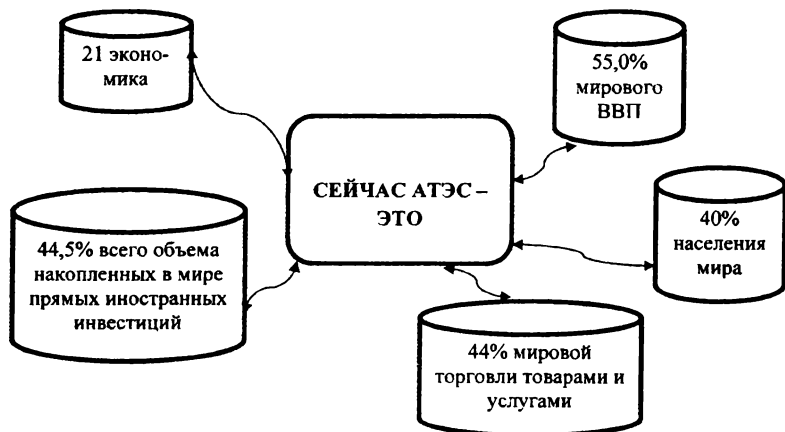 21 эконо-
мика
55,0%
мирового
ВВП
СЕЙЧАС АТЭС –
ЭТО
40%
населения
мира
44,5% всего объема
накопленных в мире
прямых иностранных
инвестиций
44% мировой
торговли товарами и
услугами